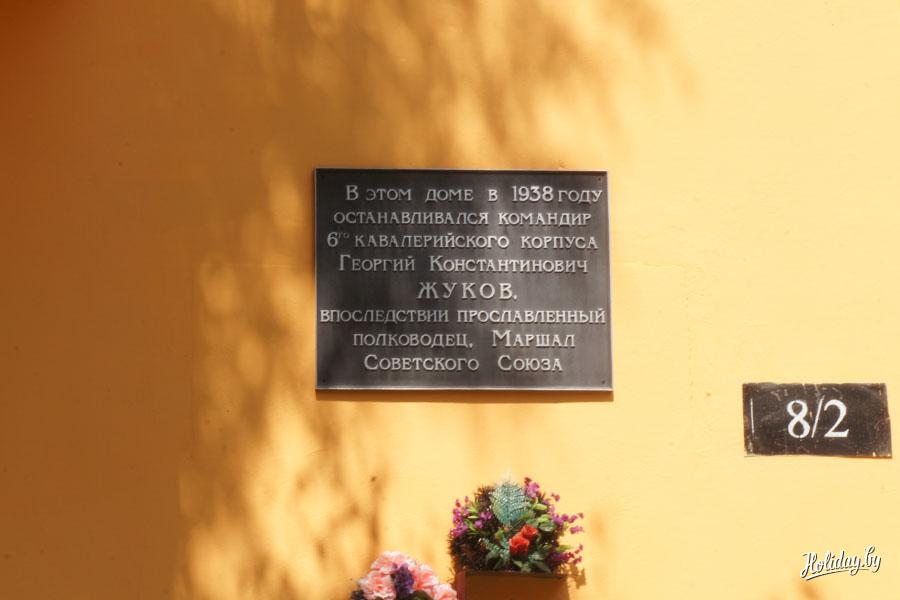 В этом доме в 1938 году
останавливался командир
6го кавалерийского корпуса
Георгий Константинович
ЖУКОВ,
впоследствии прославленный
полководец, Маршал
Советского Союза
8/2
Holiday.by